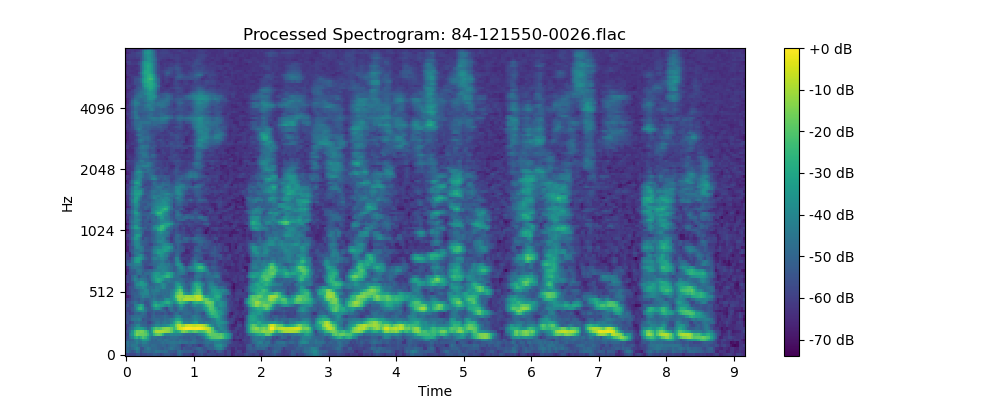 Processed Spectrogram: 84-121550-0026.flac
Hz
4096
2048
1024
512
0
0 1 2 3 4 5 6 7 8 9
Time
+0 dB
-10 dB
-20 dB
-30 dB
-40 dB
-50 dB
-60 dB
-70 dB